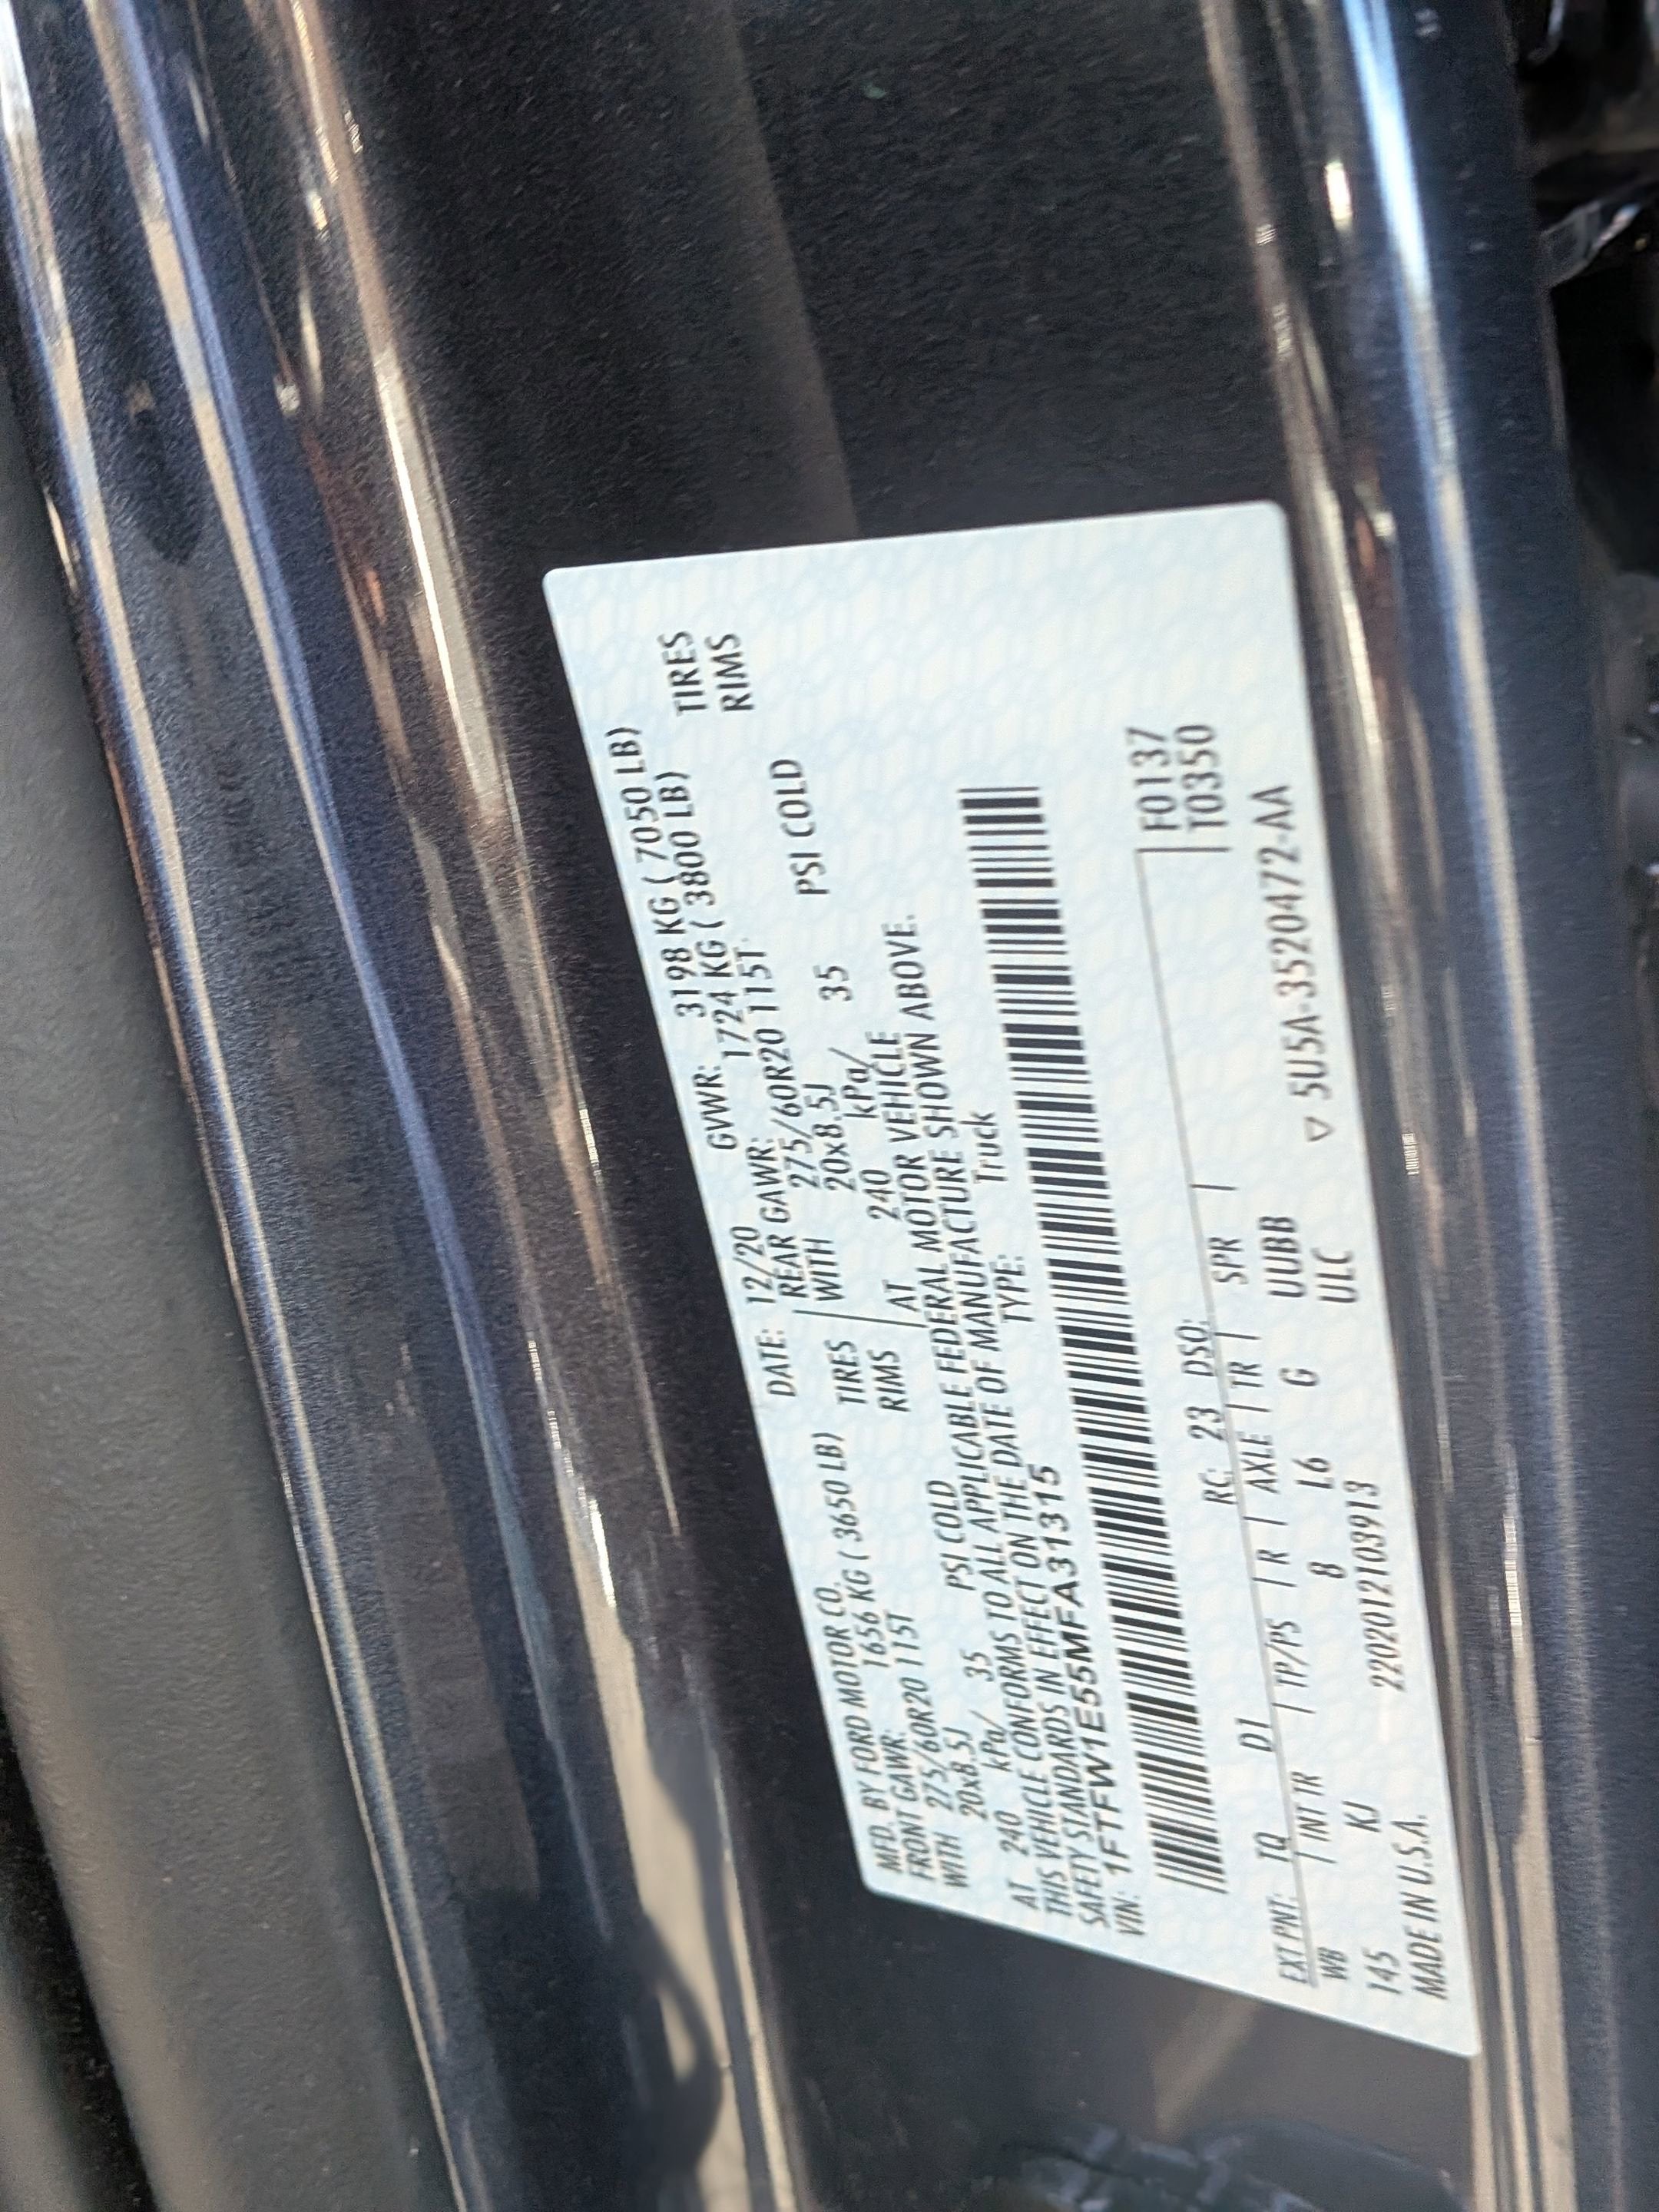 MFD. BY FORD MOTOR CO. DATE: 12/20 GVWR: 3198 KG ( 7050 LB)
FRONT GAWR: 1656 KG ( 3650 LB) REAR GAWR: 1724 KG ( 3800 LB)
WITH 275/60R20 115T TIRES WITH 275/60R20 115T TIRES
20x8.5J RIMS 20x8.5J RIMS
AT 240 kPa/ 35 PSI COLD AT 240 kPa/ 35 PSI COLD
THIS VEHICLE CONFORMS TO ALL APPLICABLE FEDERAL MOTOR VEHICLE
SAFETY STANDARDS IN EFFECT ON THE DATE OF MANUFACTURE SHOWN ABOVE.
VIN: 1FTFW1E55MFA31315 TYPE: Truck
F0137
EXT PNT: TQ D1 RC: 23 DSO: T0350
WB INT TR TP/PS R AXLE TR SPR
145 KJ 8 L6 G UUBB
MADE IN U.S.A. 2202012103913 ULC ▽ 5U5A-3520472-AA